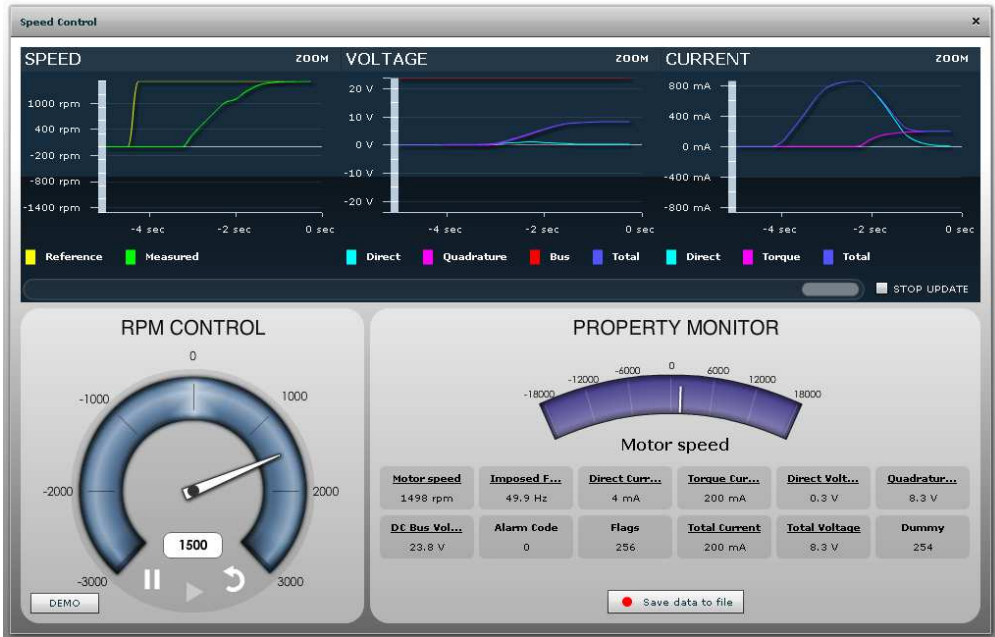 Speed Control ×
SPEED ZOOM VOLTAGE ZOOM CURRENT ZOOM
1000 rpm
400 rpm
-200 rpm
-800 rpm
-1400 rpm
-4 sec -2 sec 0 sec
Reference Measured
20 V
10 V
0 V
-10 V
-20 V
-4 sec -2 sec 0 sec
Direct Quadrature Bus Total
800 mA
400 mA
0 mA
-400 mA
-800 mA
-4 sec -2 sec 0 sec
Direct Torque Total
STOP UPDATE
RPM CONTROL
0
-1000 1000
-2000 2000
-3000 3000
1500
DEMO
PROPERTY MONITOR
-18000 -12000 -6000 0 6000 12000 18000
Motor speed
Motor speed Imposed F... Direct Curr... Torque Cur... Direct Volt... Quadratur...
1498 rpm 49.9 Hz 4 mA 200 mA 0.3 V 8.3 V
DC Bus Vol... Alarm Code Flags Total Current Total Voltage Dummy
23.8 V 0 256 200 mA 8.3 V 254
Save data to file